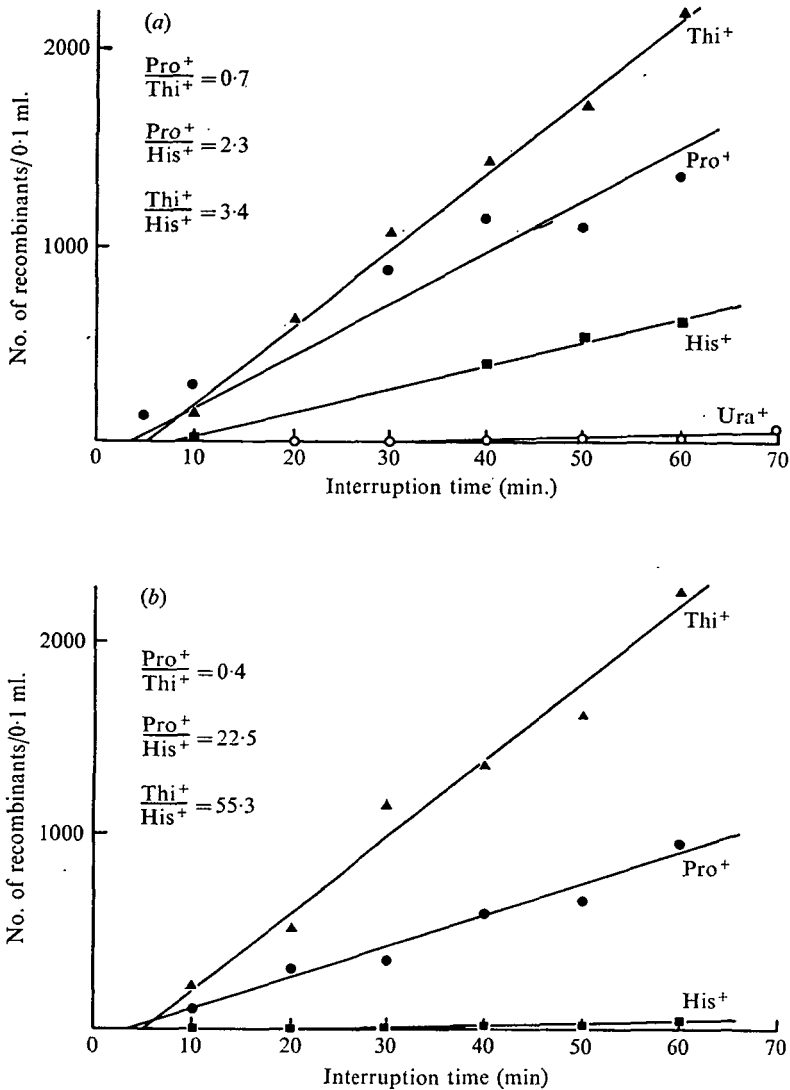 (a)
2000
Thi+
Pro+
Thi+ =0·7
Pro+
His+ =2·3
Pro+
Thi+
His+ =3·4
1000
His+
Ura+
No. of recombinants/0·1 ml.
0 10 20 30 40 50 60 70
Interruption time (min.)
(b)
2000
Thi+
Pro+
Thi+ =0·4
Pro+
His+ =22·5
Thi+
His+ =55·3
1000
Pro+
His+
No. of recombinants/0·1 ml.
0 10 20 30 40 50 60 70
Interruption time (min)